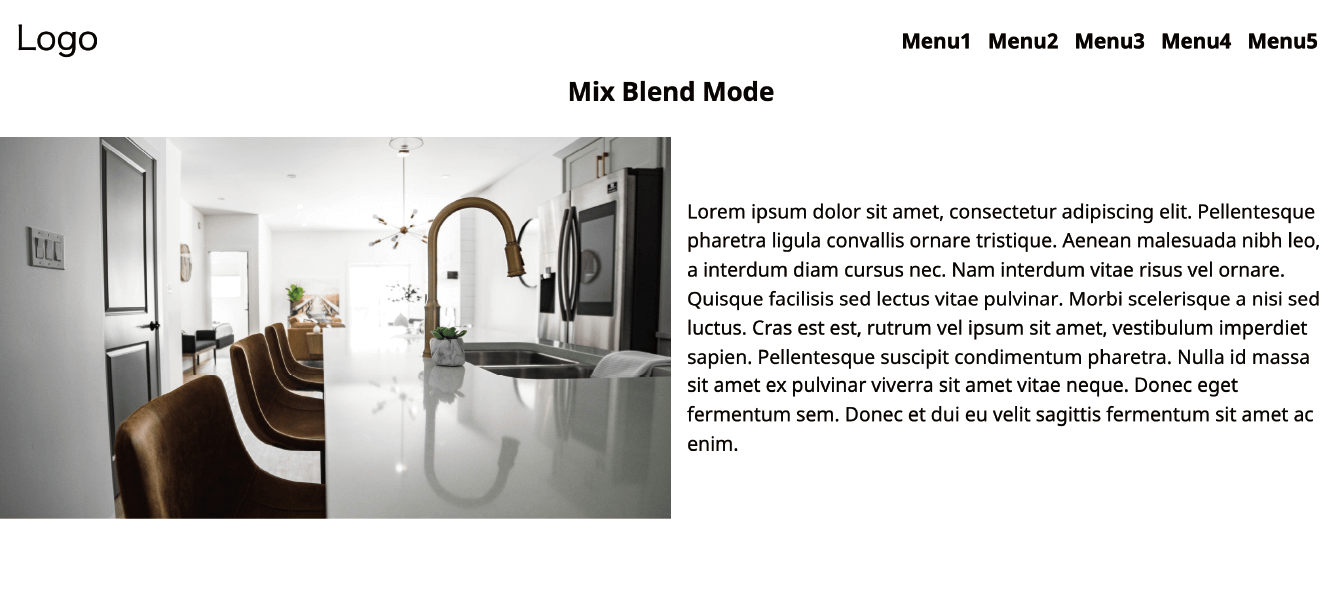 Logo
Menu1 Menu2 Menu3 Menu4 Menu5
Mix Blend Mode
Lorem ipsum dolor sit amet, consectetur adipiscing elit. Pellentesque
pharetra ligula convallis ornare tristique. Aenean malesuada nibh leo,
a interdum diam cursus nec. Nam interdum vitae risus vel ornare.
Quisque facilisis sed lectus vitae pulvinar. Morbi scelerisque a nisi sed
luctus. Cras est est, rutrum vel ipsum sit amet, vestibulum imperdiet
sapien. Pellentesque suscipit condimentum pharetra. Nulla id massa
sit amet ex pulvinar viverra sit amet vitae neque. Donec eget
fermentum sem. Donec et dui eu velit sagittis fermentum sit amet ac
enim.